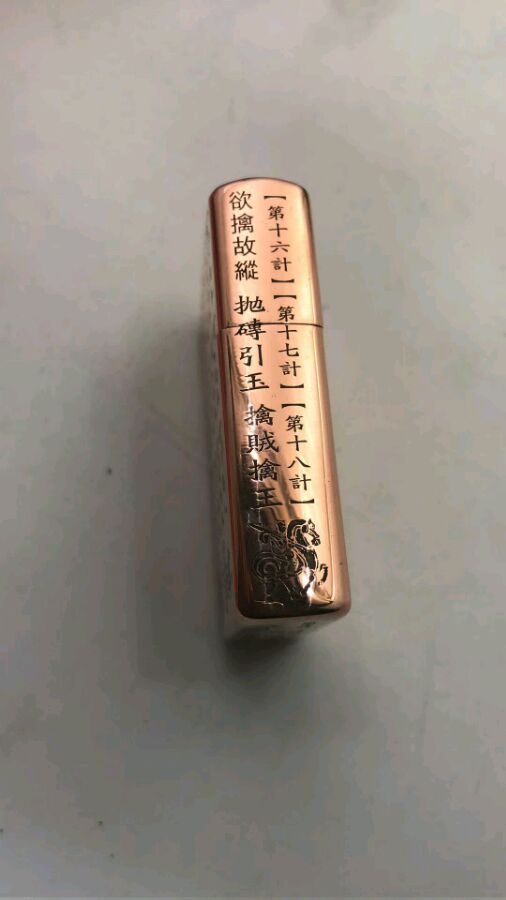 【第十六計】【第十七計】【第十八計】
欲擒故縱 拋磚引玉 擒賊擒王